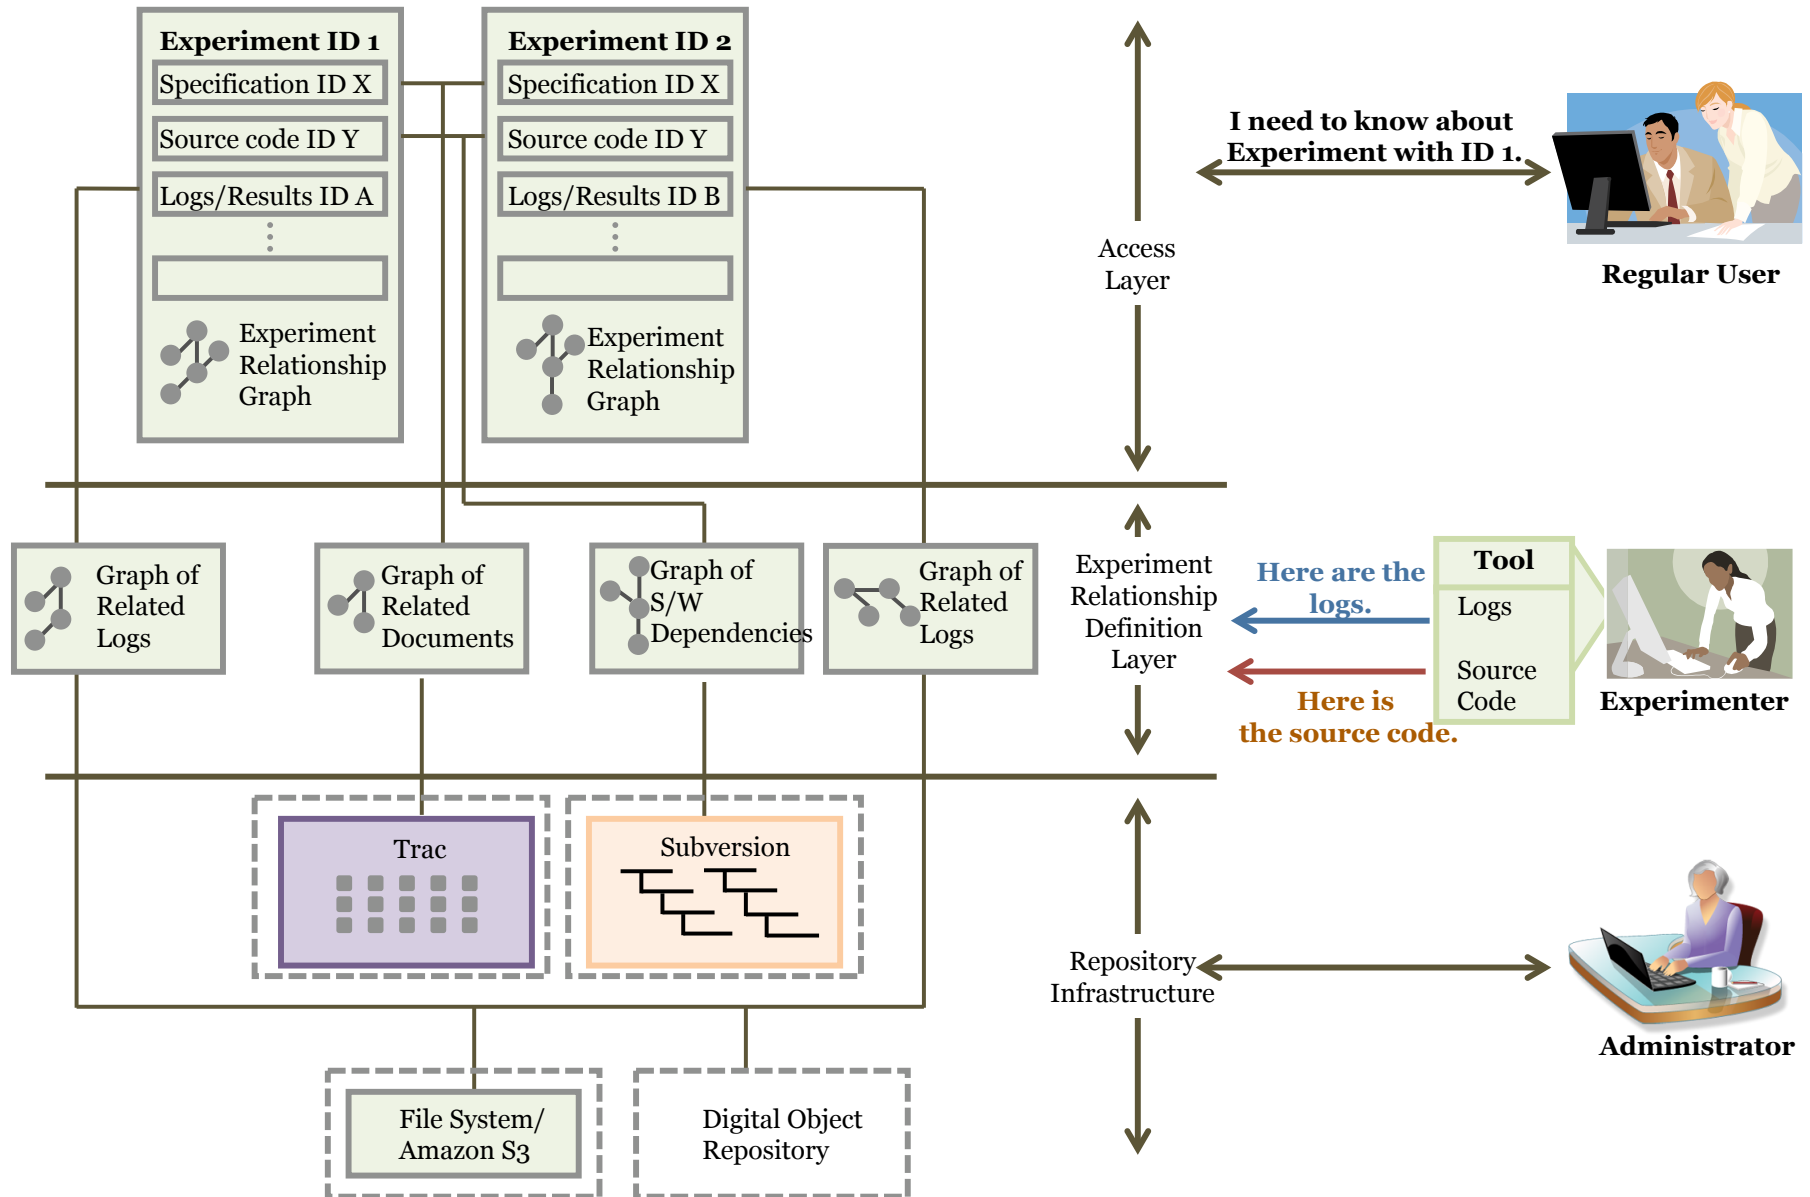 Experiment ID 1
Specification ID X
Source code ID Y
Logs/Results ID A
Experiment
Relationship
Graph
Experiment ID 2
Specification ID X
Source code ID Y
Logs/Results ID B
Experiment
Relationship
Graph
Access
Layer
I need to know about
Experiment with ID 1.
Regular User
Graph of
Related
Logs
Graph of
Related
Documents
Graph of
S/W
Dependencies
Graph of
Related
Logs
Experiment
Relationship
Definition
Layer
Here are the
logs.
Here is
the source code.
Tool
Logs
Source
Code
Experimenter
Trac
Subversion
Repository
Infrastructure
Administrator
File System/
Amazon S3
Digital Object
Repository